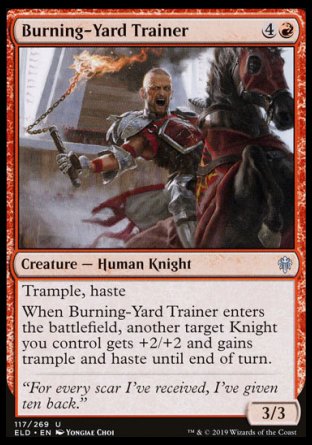 Burning-Yard Trainer 4
Creature — Human Knight
Trample, haste
When Burning-Yard Trainer enters
the battlefield, another target Knight
you control gets +2/+2 and gains
trample and haste until end of turn.
“For every scar I’ve received, I’ve given
ten back.”
3/3
117/269 U
ELD • EN YONGJAE CHOI
™ & © 2019 Wizards of the Coast